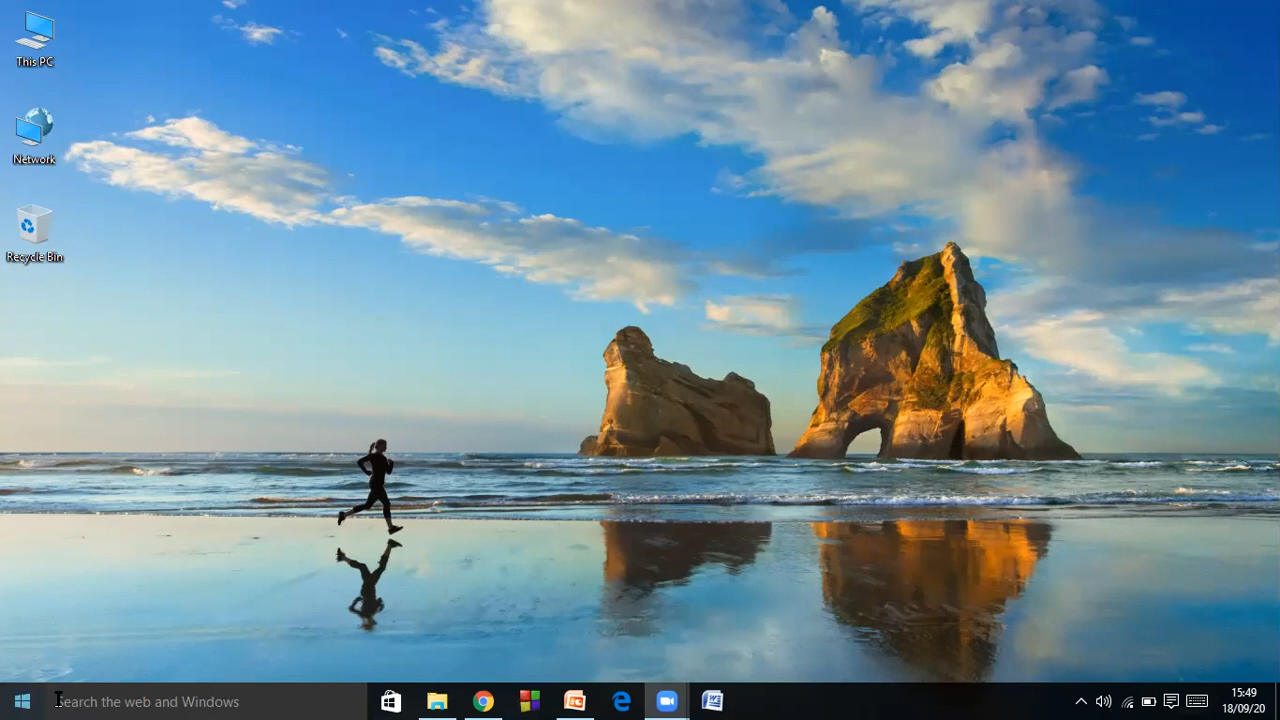 This PC
Network
Recycle Bin
Search the web and Windows
15:49
18/09/20